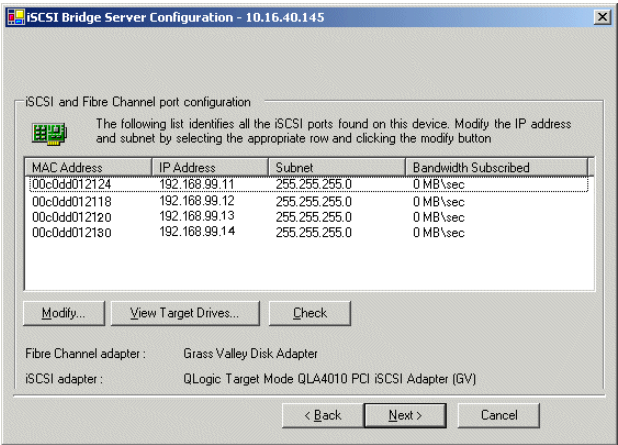 iSCSI Bridge Server Configuration - 10.16.40.145
iSCSI and Fibre Channel port configuration
The following list identifies all the iSCSI ports found on this device. Modify the IP address
and subnet by selecting the appropriate row and clicking the modify button
MAC Address IP Address Subnet Bandwidth Subscribed
00c0dd012124 192.168.99.11 255.255.255.0 0 MB\sec
00c0dd012118 192.168.99.12 255.255.255.0 0 MB\sec
00c0dd012120 192.168.99.13 255.255.255.0 0 MB\sec
00c0dd012130 192.168.99.14 255.255.255.0 0 MB\sec
Modify... View Target Drives... Check
Fibre Channel adapter : Grass Valley Disk Adapter
iSCSI adapter : QLogic Target Mode QLA4010 PCI iSCSI Adapter (GV)
< Back Next > Cancel